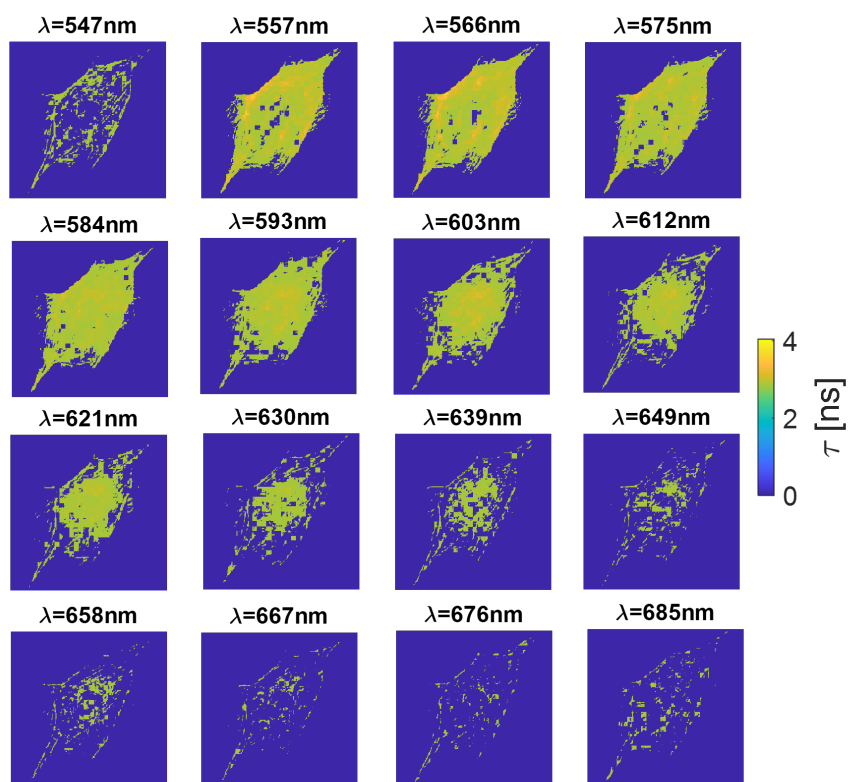 λ=547nm λ=557nm λ=566nm λ=575nm
λ=584nm λ=593nm λ=603nm λ=612nm
4
2
0
τ [ns]
λ=621nm λ=630nm λ=639nm λ=649nm
λ=658nm λ=667nm λ=676nm λ=685nm